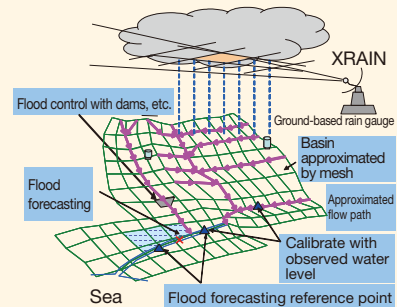 XRAIN
Flood control with dams, etc.
Ground-based rain gauge
Basin
approximated
by mesh
Flood
forecasting
Approximated
flow path
Calibrate with
observed water
level
Sea
Flood forecasting reference point